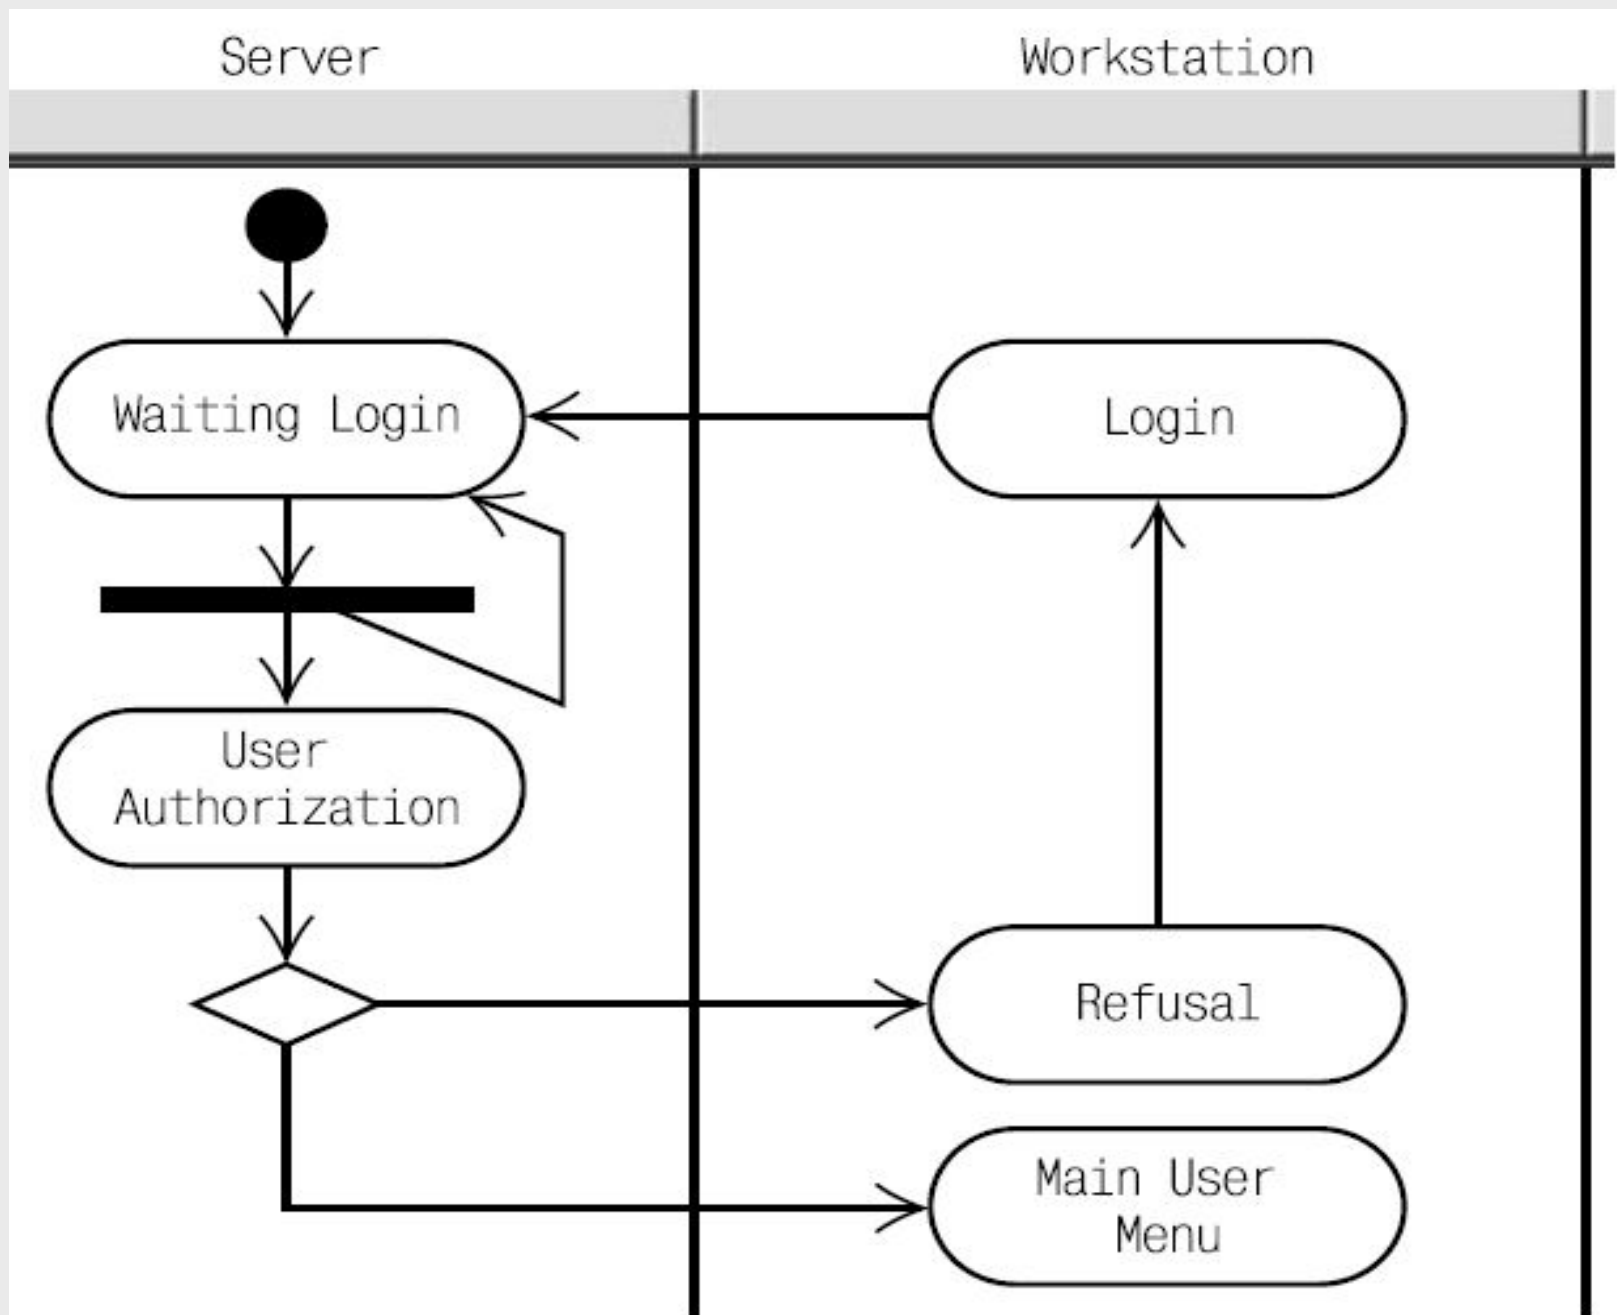 Server
Workstation
Waiting Login
Login
User
Authorization
Refusal
Main User
Menu